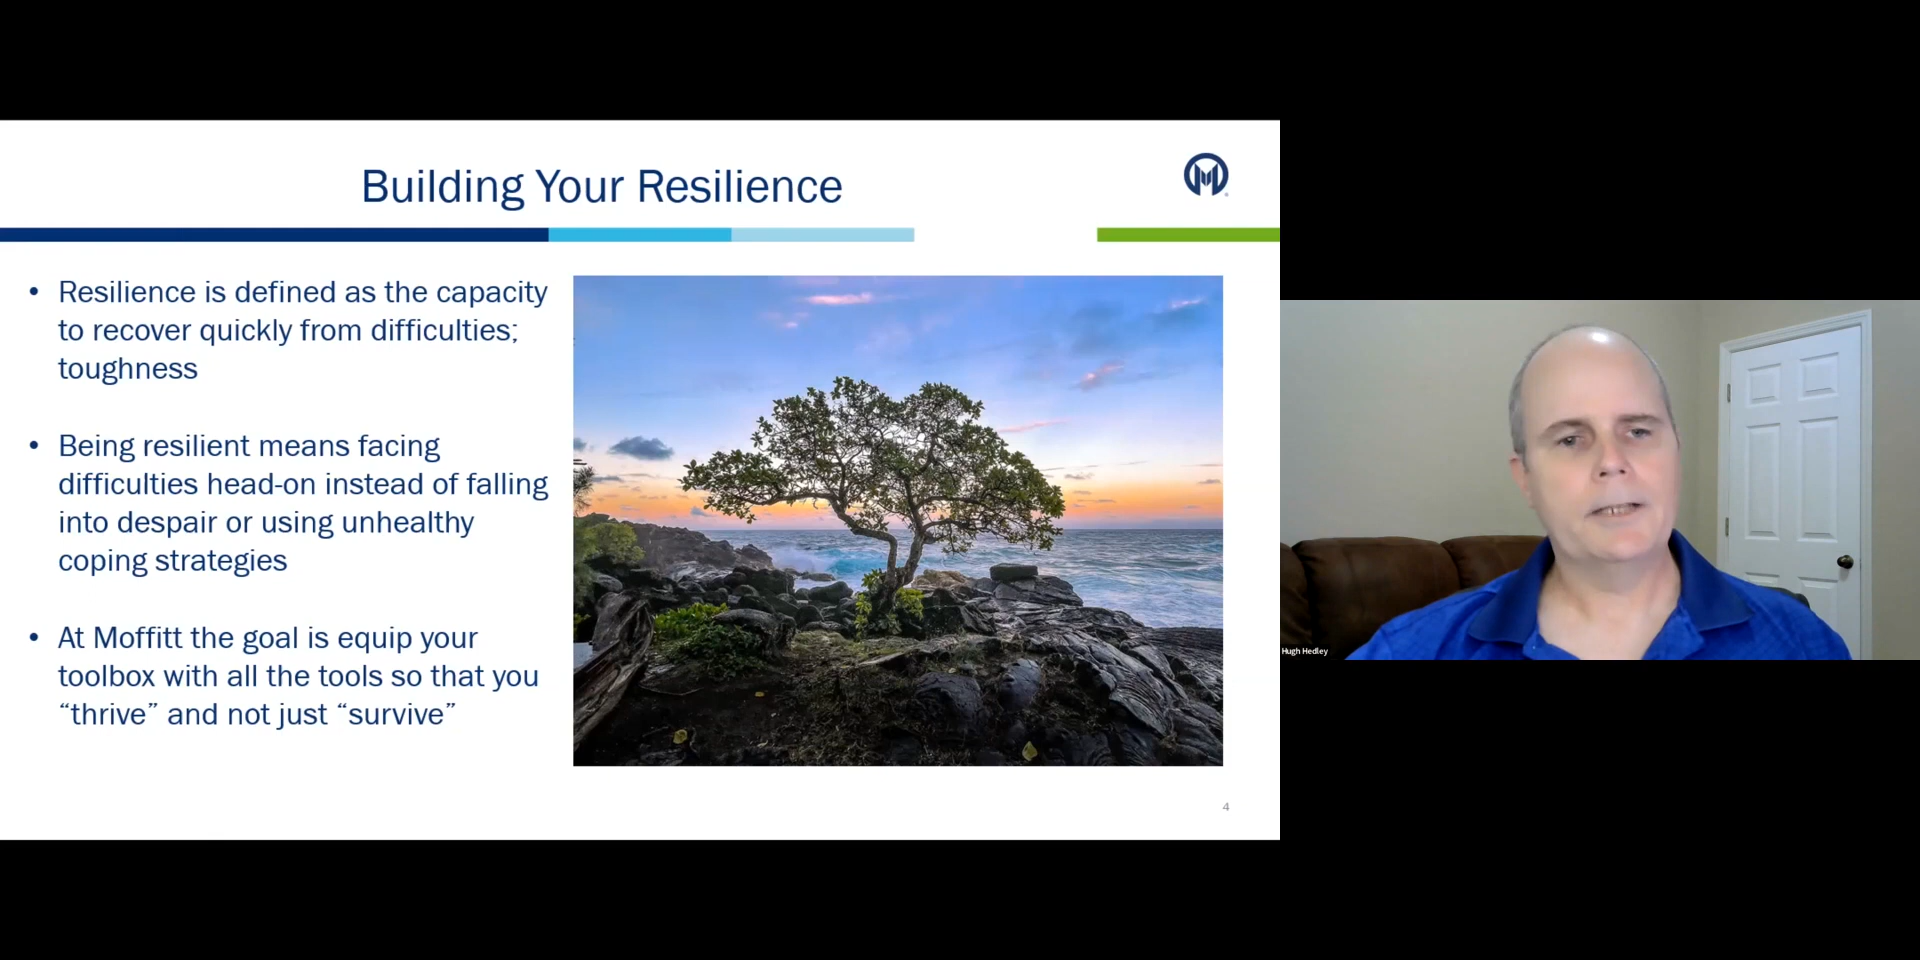 Building Your Resilience
• Resilience is defined as the capacity
to recover quickly from difficulties;
toughness
• Being resilient means facing
difficulties head-on instead of falling
into despair or using unhealthy
coping strategies
• At Moffitt the goal is equip your
toolbox with all the tools so that you
“thrive” and not just “survive”
4
Hugh Hedley